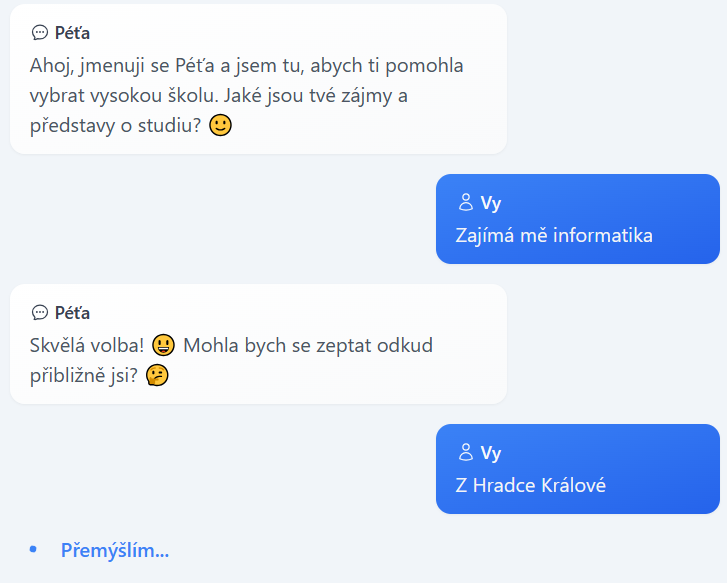 Péťa
Ahoj, jmenuji se Péťa a jsem tu, abych ti pomohla
vybrat vysokou školu. Jaké jsou tvé zájmy a
představy o studiu? 🙂
Vy
Zajímá mě informatika
Péťa
Skvělá volba! 😃 Mohla bych se zeptat odkud
přibližně jsi? 🤔
Vy
Z Hradce Králové
Přemýšlím...